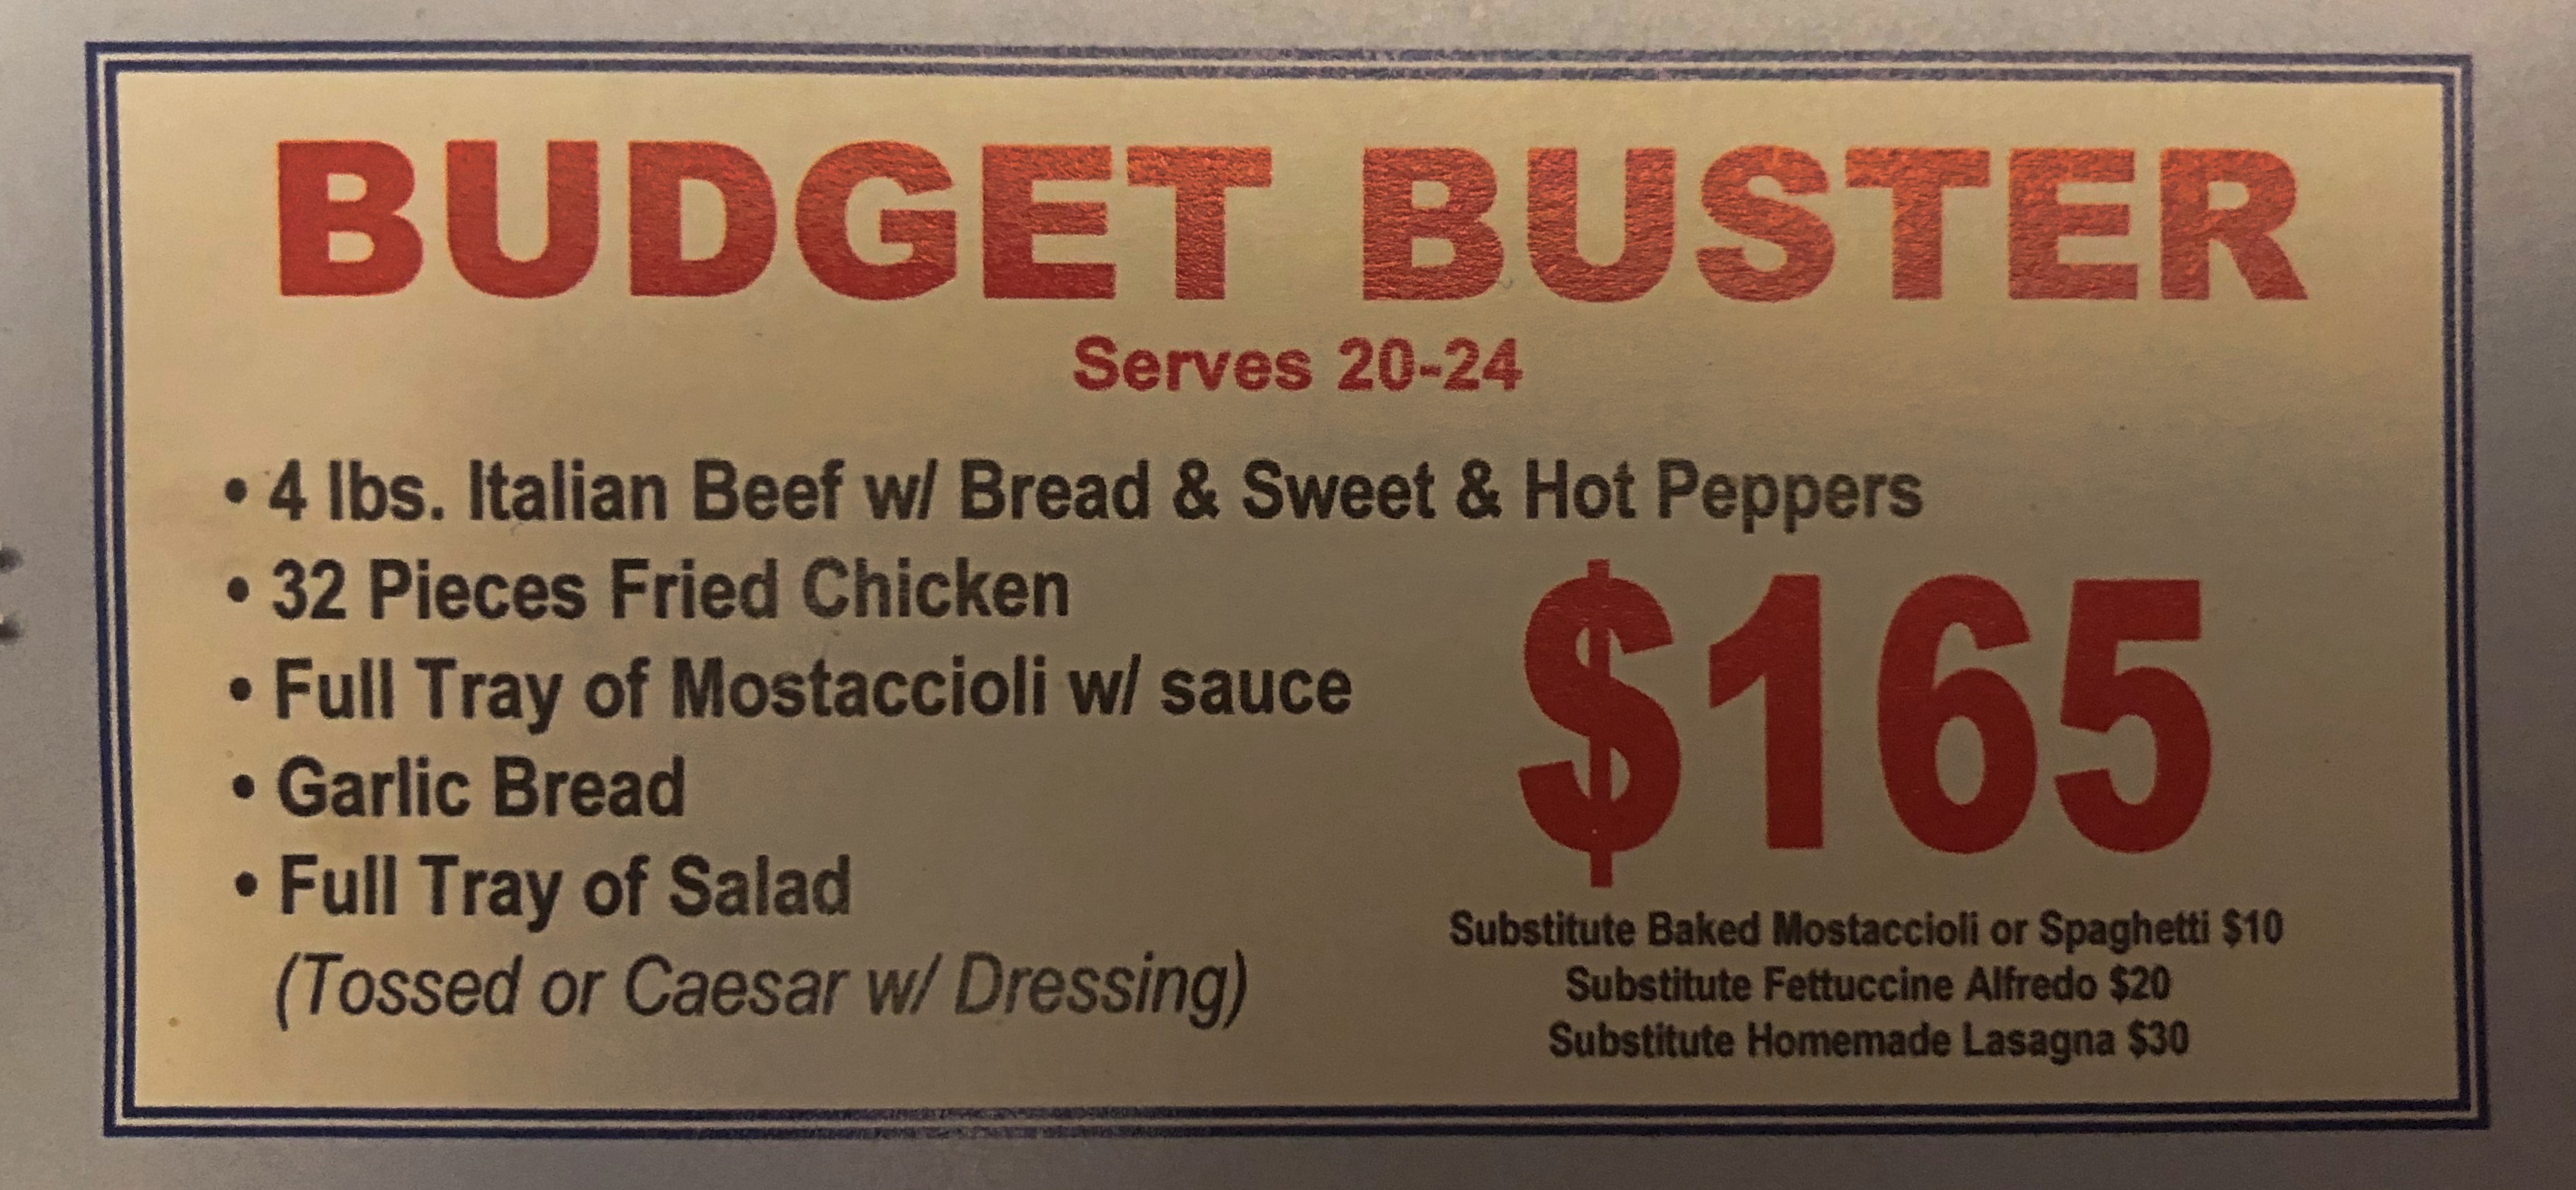 BUDGET BUSTER
Serves 20-24
• 4 lbs. Italian Beef w/ Bread & Sweet & Hot Peppers
• 32 Pieces Fried Chicken
• Full Tray of Mostaccioli w/ sauce
• Garlic Bread
• Full Tray of Salad
(Tossed or Caesar w/ Dressing)
$165
Substitute Baked Mostaccioli or Spaghetti $10
Substitute Fettuccine Alfredo $20
Substitute Homemade Lasagna $30